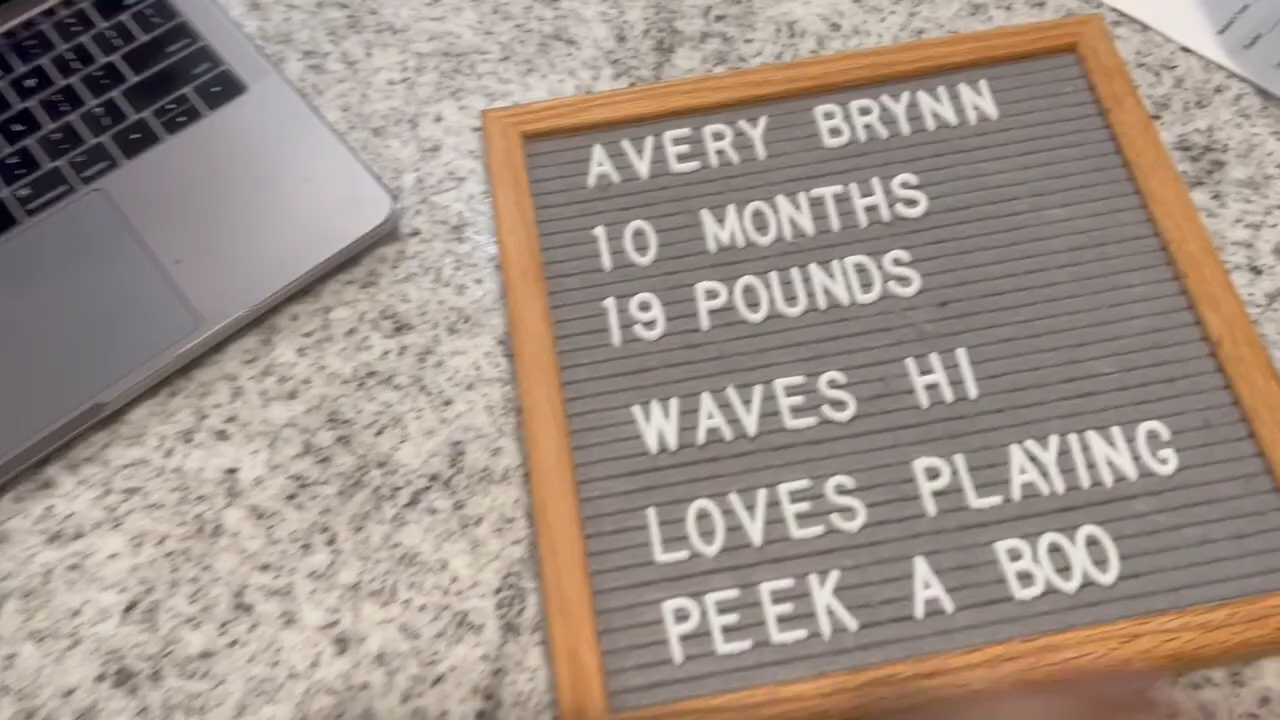 AVERY BRYNN
10 MONTHS
19 POUNDS
WAVES HI
LOVES PLAYING
PEEK A BOO